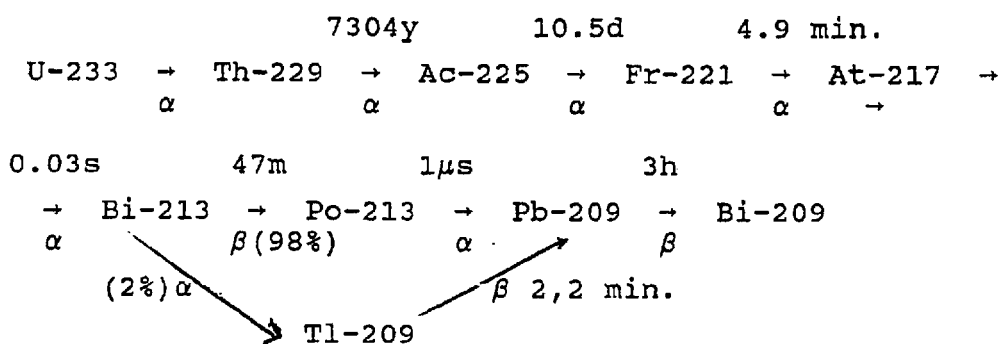 7304y 10.5d 4.9 min.
U-233 → Th-229 → Ac-225 → Fr-221 → At-217 →
α α α α →
0.03s 47m 1μs 3h
→ Bi-213 → Po-213 → Pb-209 → Bi-209
α β(98%) α β
(2%)α β 2,2 min.
Tl-209